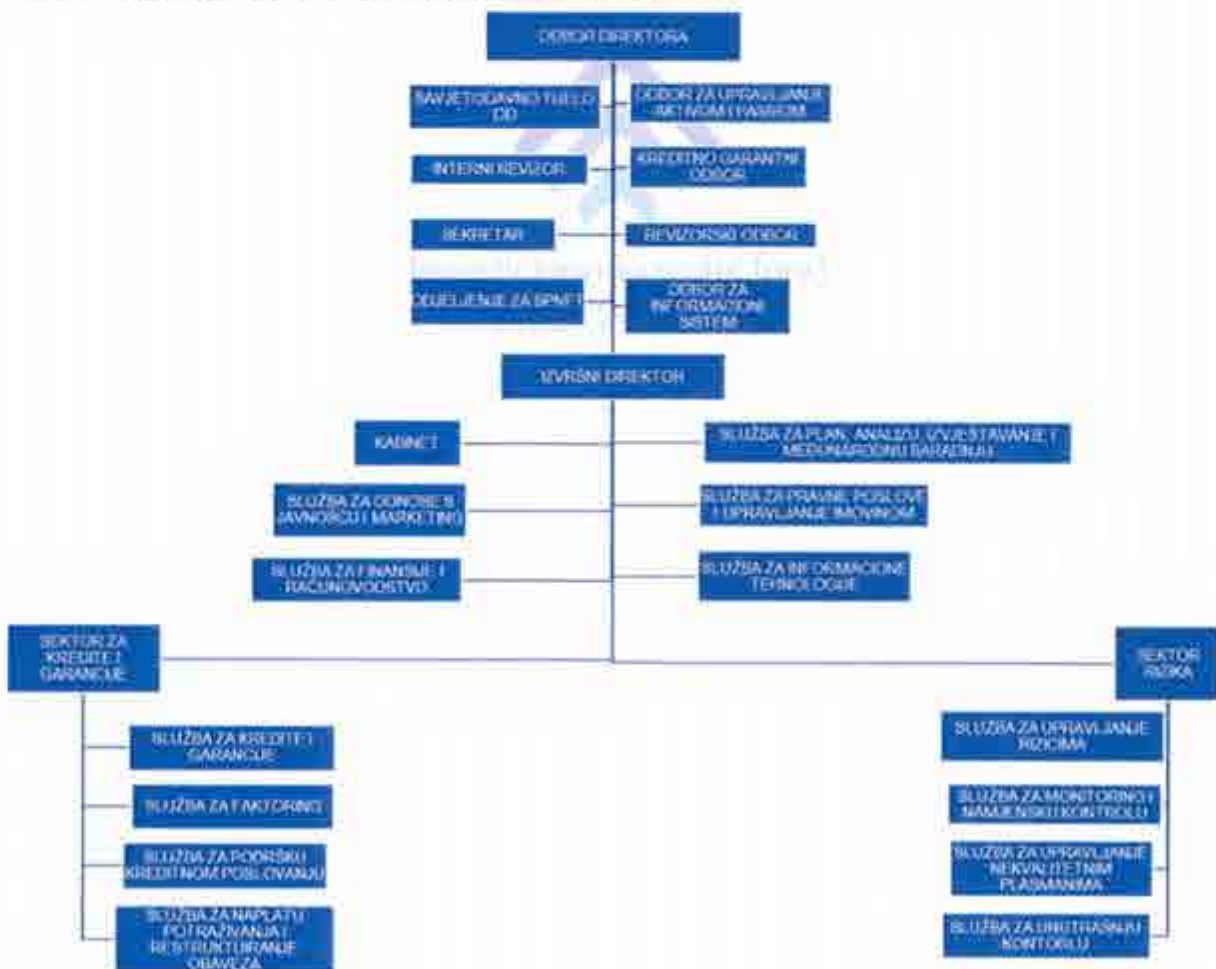 ODBOR DIREKTORA
SAVJETODAVNO TIJELO
OD
ODBOR ZA UPRAVLJANJE
AKTIVOM I PASIVOM
INTERNI REVIZOR
KREDITNO GARANTNI
ODBOR
SEKRETAR
REVIZORSKI ODBOR
ODJELJENJE ZA SPNFT
ODBOR ZA
INFORMACIONI
SISTEM
IZVRŠNI DIREKTOR
KABINET
SLUŽBA ZA PLAN, ANALIZU, IZVJEŠTAVANJE I
MEĐUNARODNU SARADNJU
SLUŽBA ZA ODNOSE S
JAVNOŠĆU I MARKETING
SLUŽBA ZA PRAVNE POSLOVE
I UPRAVLJANJE IMOVINOM
SLUŽBA ZA FINANSIJE I
RAČUNOVODSTVO
SLUŽBA ZA INFORMACIONE
TEHNOLOGIJE
SEKTOR ZA
KREDITE I
GARANCIJE
SEKTOR
RIZIKA
SLUŽBA ZA KREDITE I
GARANCIJE
SLUŽBA ZA FAKTORING
SLUŽBA ZA PODRŠKU
KREDITNOM POSLOVANJU
SLUŽBA ZA NAPLATU
POTRAŽIVANJA I
RESTRUKTUIRANJE
OBAVEZA
SLUŽBA ZA UPRAVLJANJE
RIZICIMA
SLUŽBA ZA MONITORING I
NAMJENSKU KONTROLU
SLUŽBA ZA UPRAVLJANJE
NEKVALITETNIM
PLASMANIMA
SLUŽBA ZA UNUTRAŠNJU
KONTORLU